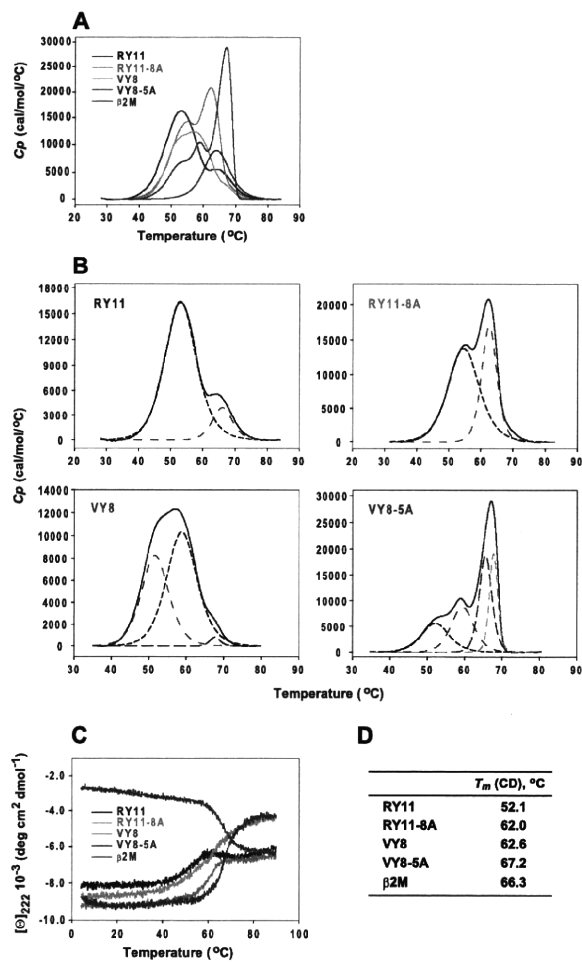 A
Cp (cal/mol/°C)
30000
25000
20000
15000
10000
5000
0
RY11
RY11-8A
VY8
VY8-5A
β2M
20 30 40 50 60 70 80 90
Temperature (°C)
B
Cp (cal/mol/°C)
RY11
18000
15000
12000
9000
6000
3000
0
20 30 40 50 60 70 80 90
RY11-8A
20000
15000
10000
5000
0
20 30 40 50 60 70 80 90
VY8
14000
12000
10000
8000
6000
4000
2000
0
30 40 50 60 70 80 90
VY8-5A
30000
25000
20000
15000
10000
5000
0
30 40 50 60 70 80 90
Temperature (°C)
C
[Θ]222 10-3 (deg cm2 dmol-1)
-2.0
-4.0
-6.0
-8.0
-10.0
RY11
RY11-8A
VY8
VY8-5A
β2M
0 20 40 60 80 100
Temperature (°C)
D
Tm (CD), °C
RY11 52.1
RY11-8A 62.0
VY8 62.6
VY8-5A 67.2
β2M 66.3